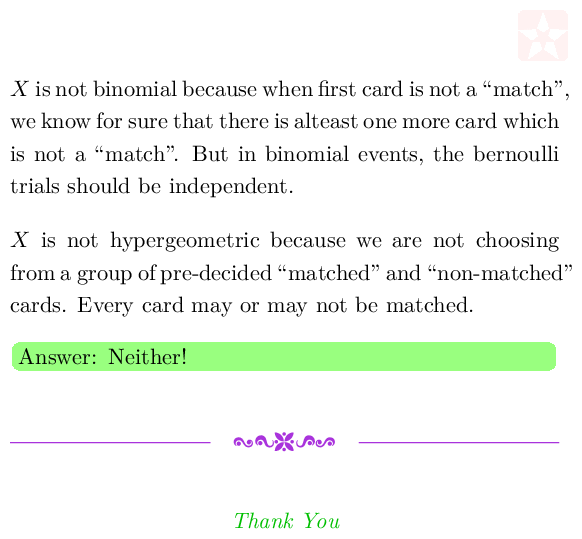 X is not binomial because when first card is not a “match”,
we know for sure that there is alteast one more card which
is not a “match”. But in binomial events, the bernoulli
trials should be independent.
X is not hypergeometric because we are not choosing
from a group of pre-decided “matched” and “non-matched”
cards. Every card may or may not be matched.
Answer: Neither!
Thank You